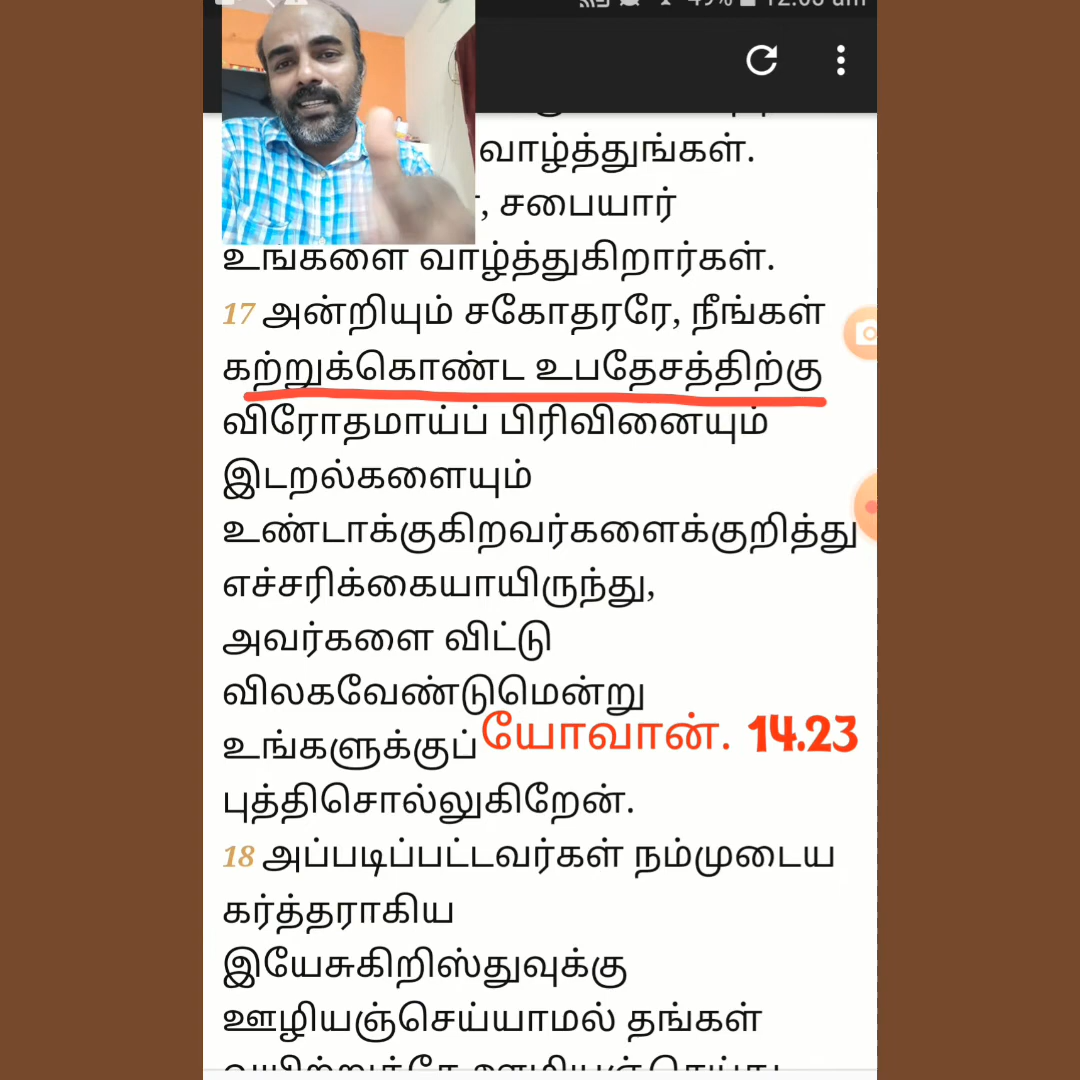 வாழ்த்துங்கள்.
, சபையார்
உங்களை வாழ்த்துகிறார்கள்.
17 அன்றியும் சகோதரரே, நீங்கள்
கற்றுக்கொண்ட உபதேசத்திற்கு
விரோதமாய்ப் பிரிவினையும்
இடறல்களையும்
உண்டாக்குகிறவர்களைக்குறித்து
எச்சரிக்கையாயிருந்து,
அவர்களை விட்டு
விலகவேண்டுமென்று
உங்களுக்குப்
யோவான். 14.23
புத்திசொல்லுகிறேன்.
18 அப்படிப்பட்டவர்கள் நம்முடைய
கர்த்தராகிய
இயேசுகிறிஸ்துவுக்கு
ஊழியஞ்செய்யாமல் தங்கள்